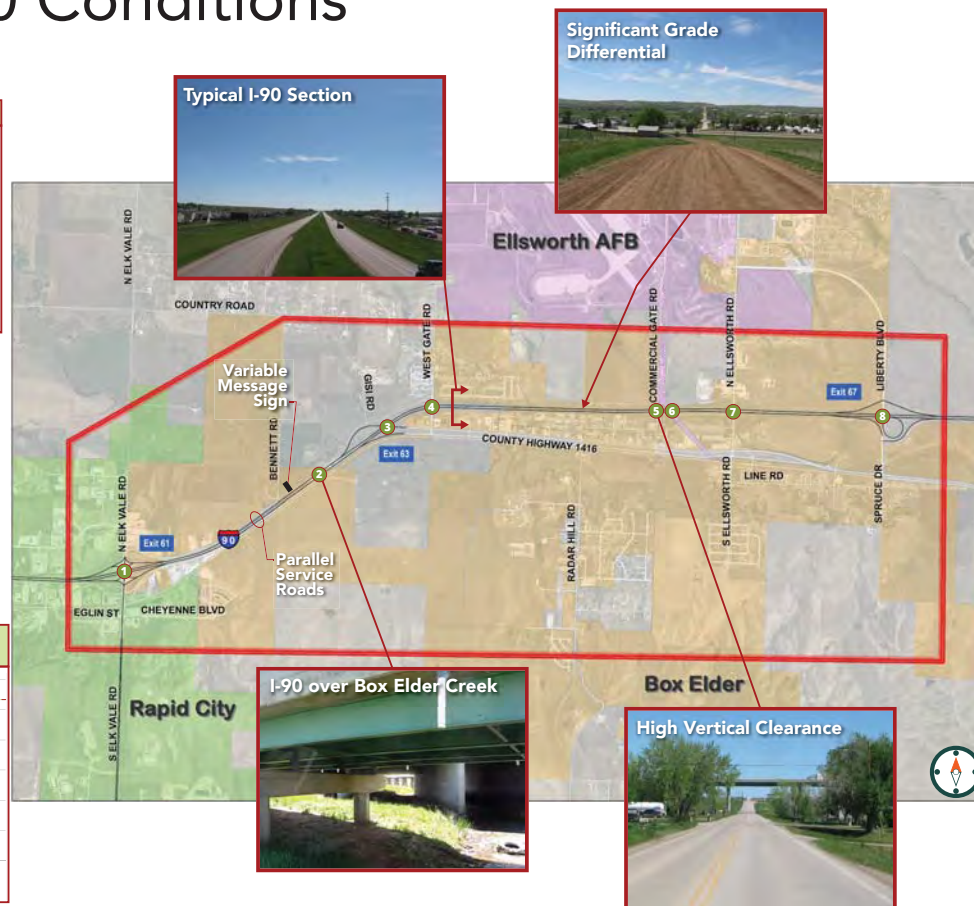 Conditions
Significant Grade
Differential
Typical I-90 Section
Ellsworth AFB
N ELK VALE RD
COUNTRY ROAD
WEST GATE RD
COMMERCIAL GATE RD
N ELLSWORTH RD
LIBERTY BLVD
Variable
Message
Sign
GISI RD
BENNETT RD
Exit 67
4
5
6
7
8
3
COUNTY HIGHWAY 1416
Exit 63
2
LINE RD
S ELLSWORTH RD
SPRUCE DR
N ELK VALE RD
RADAR HILL RD
Exit 61
90
Parallel
Service
Roads
1
EGLIN ST
CHEYENNE BLVD
S ELK VALE RD
Rapid City
I-90 over Box Elder Creek
Box Elder
High Vertical Clearance